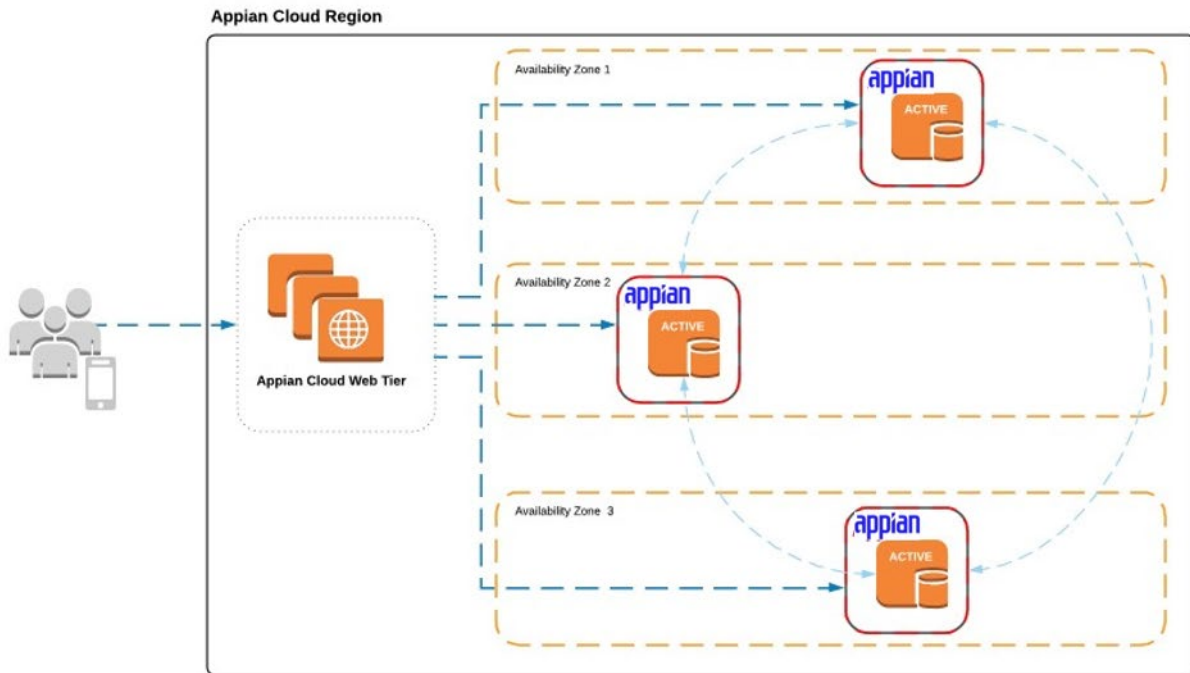 Appian Cloud Region
Availability Zone 1
appian
ACTIVE
Availability Zone 2
appian
ACTIVE
Appian Cloud Web Tier
Availability Zone 3
appian
ACTIVE